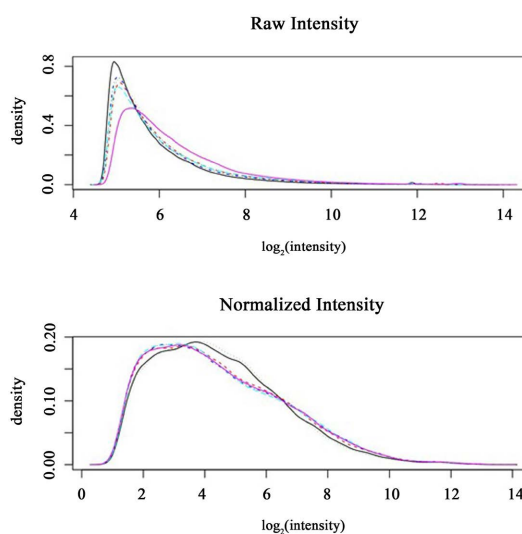 Raw Intensity
density
0.8
0.4
0.0
4 6 8 10 12 14
log₂(intensity)
Normalized Intensity
density
0.20
0.10
0.00
0 2 4 6 8 10 12 14
log₂(intensity)